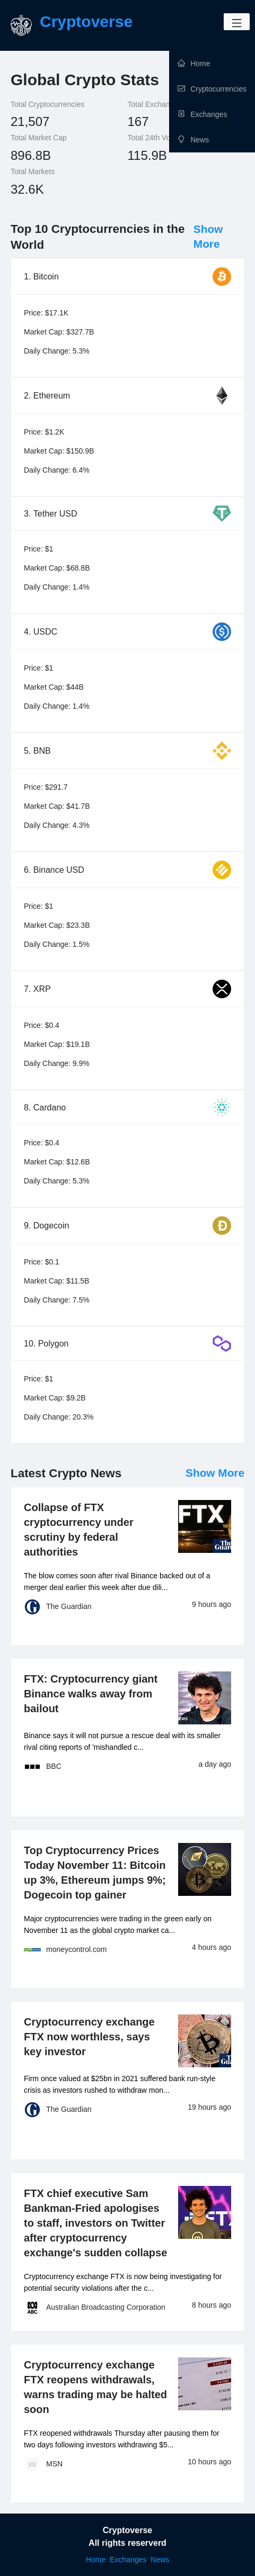 Cryptoverse
Home
Cryptocurrencies
Exchanges
News
Global Crypto Stats
Total Cryptocurrencies
21,507
Total Exchan
167
Total Market Cap
896.8B
Total 24th Vo
115.9B
Total Markets
32.6K
Top 10 Cryptocurrencies in the World
Show More
1. Bitcoin
Price: $17.1K
Market Cap: $327.7B
Daily Change: 5.3%
2. Ethereum
Price: $1.2K
Market Cap: $150.9B
Daily Change: 6.4%
3. Tether USD
Price: $1
Market Cap: $68.8B
Daily Change: 1.4%
4. USDC
Price: $1
Market Cap: $44B
Daily Change: 1.4%
5. BNB
Price: $291.7
Market Cap: $41.7B
Daily Change: 4.3%
6. Binance USD
Price: $1
Market Cap: $23.3B
Daily Change: 1.5%
7. XRP
Price: $0.4
Market Cap: $19.1B
Daily Change: 9.9%
8. Cardano
Price: $0.4
Market Cap: $12.6B
Daily Change: 5.3%
9. Dogecoin
Price: $0.1
Market Cap: $11.5B
Daily Change: 7.5%
10. Polygon
Price: $1
Market Cap: $9.2B
Daily Change: 20.3%
Latest Crypto News
Show More
Collapse of FTX
cryptocurrency under
scrutiny by federal
authorities
FTX
The blow comes soon after rival Binance backed out of a
merger deal earlier this week after due dili...
The Guardian
9 hours ago
FTX: Cryptocurrency giant
Binance walks away from
bailout
Binance says it will not pursue a rescue deal with its smaller
rival citing reports of 'mishandled c...
BBC
a day ago
Top Cryptocurrency Prices
Today November 11: Bitcoin
up 3%, Ethereum jumps 9%;
Dogecoin top gainer
Major cryptocurrencies were trading in the green early on
November 11 as the global crypto market ca...
moneycontrol.com
4 hours ago
Cryptocurrency exchange
FTX now worthless, says
key investor
Firm once valued at $25bn in 2021 suffered bank run-style
crisis as investors rushed to withdraw mon...
The Guardian
19 hours ago
FTX chief executive Sam
Bankman-Fried apologises
to staff, investors on Twitter
after cryptocurrency
exchange's sudden collapse
Cryptocurrency exchange FTX is now being investigating for
potential security violations after the c...
ABC
Australian Broadcasting Corporation
8 hours ago
Cryptocurrency exchange
FTX reopens withdrawals,
warns trading may be halted
soon
FTX reopened withdrawals Thursday after pausing them for
two days following investors withdrawing $5...
MSN
10 hours ago
Cryptoverse
All rights reserverd
Home Exchanges News